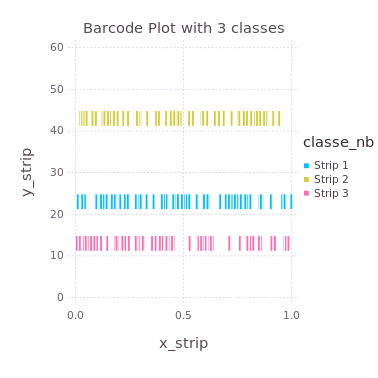 Barcode Plot with 3 classes
60
50
40
30
20
10
0
y_strip
0.0
0.5
1.0
x_strip
classe_nb
Strip 1
Strip 2
Strip 3